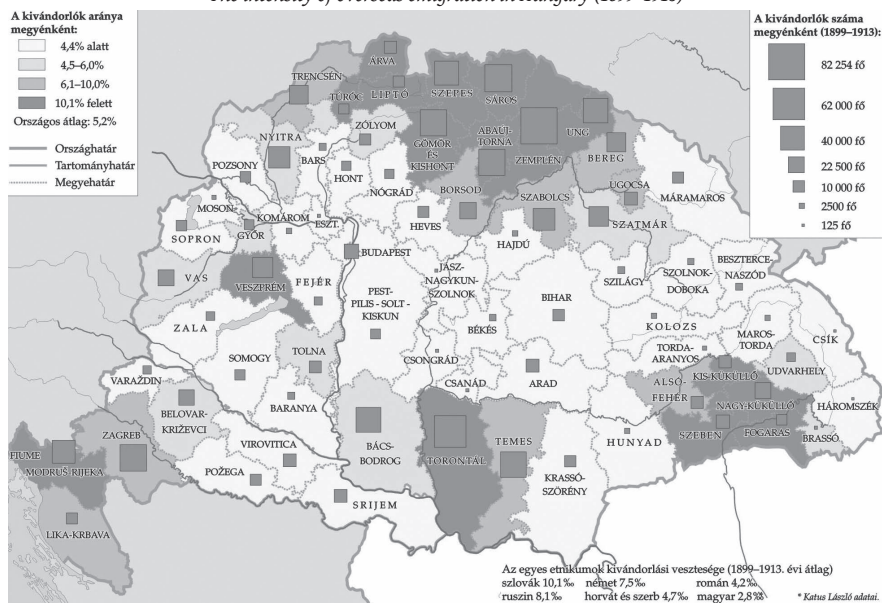 The intensity of overseas emigration in Hungary (1899–1913)
A kivándorlók aránya
megyénként:
4,4% alatt
4,5–6,0%
6,1–10,0%
10,1% felett
Országos átlag: 5,2%
Országhatár
Tartományhatár
Megyehatár
A kivándorlók száma
megyénként (1899–1913)
82 254 fő
62 000 fő
40 000 fő
22 500 fő
10 000 fő
2500 fő
125 fő
ÁRVA
TRENCSÉN
TÚRÓC
LIPTÓ
SZEPES
SÁROS
ZÓLYOM
NYITRA
BARS
POZSONY
HONT
GÖMÖR
ÉS
KISHONT
ABAÚJ-
TORNA
ZEMPLÉN
UNG
BEREG
UGOCSA
MÁRAMAROS
NÓGRÁD
BORSOD
SZABOLCS
SZATMÁR
MOSON
SOPRON
GYŐR
KOMÁROM
ESZT.
HEVES
HAJDÚ
BUDAPEST
VAS
VESZPRÉM
FEJÉR
PEST-
PILIS - SOLT -
KISKUN
JÁSZ-
NAGYKUN-
SZOLNOK
BIHAR
SZILÁGY
SZOLNOK-
DOBOKA
BESZTERCE-
NASZÓD
ZALA
SOMOGY
TOLNA
BÉKÉS
KOLOZS
MAROS-
TORDA
CSÍK
TORDA-
ARANYOS
CSONGRÁD
CSANÁD
ARAD
UDVARHELY
KIS-KÜKÜLLŐ
ALSÓ-
FEHÉR
NAGY-KÜKÜLLŐ
HÁROMSZÉK
VARAŽDIN
BARANYA
BELOVAR-
KRIŽEVCI
ZAGREB
FIUME
MODRUŠ RIJEKA
VIROVITICA
POŽEGA
BÁCS-
BODROG
TORONTÁL
TEMES
HUNYAD
SZEBEN
FOGARAS
BRASSÓ
KRASSÓ-
SZÖRÉNY
SRIJEM
LIKA-KRBAVA
Az egyes etnikumok kivándorlási vesztesége (1899–1913. évi átlag)
szlovák 10,1‰ német 7,5‰ román 4,2‰
ruszin 8,1‰ horvát és szerb 4,7‰ magyar 2,8‰
* Katus László adatai.